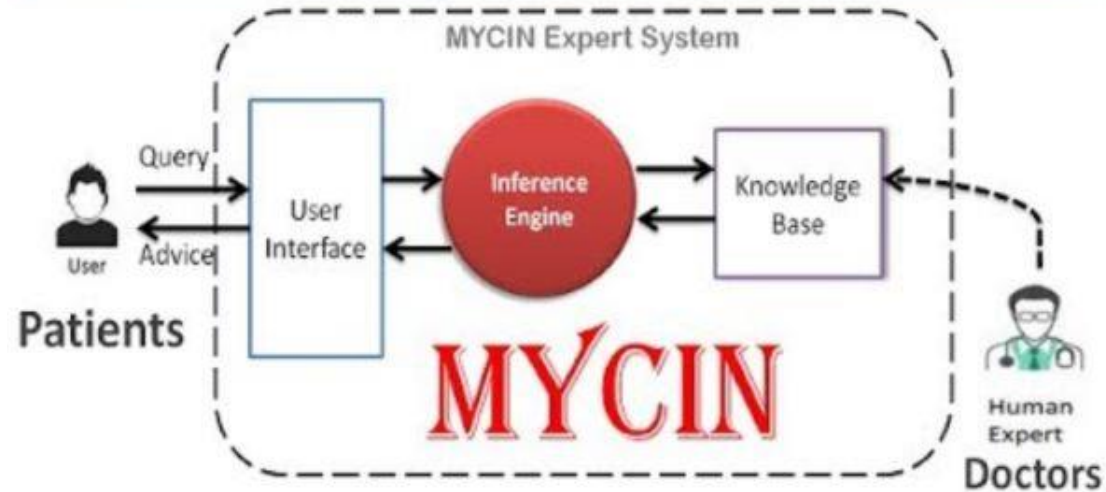 MYCIN Expert System
Query
Advice
User
Patients
User
Interface
Inference
Engine
Knowledge
Base
MYCIN
Human
Expert
Doctors